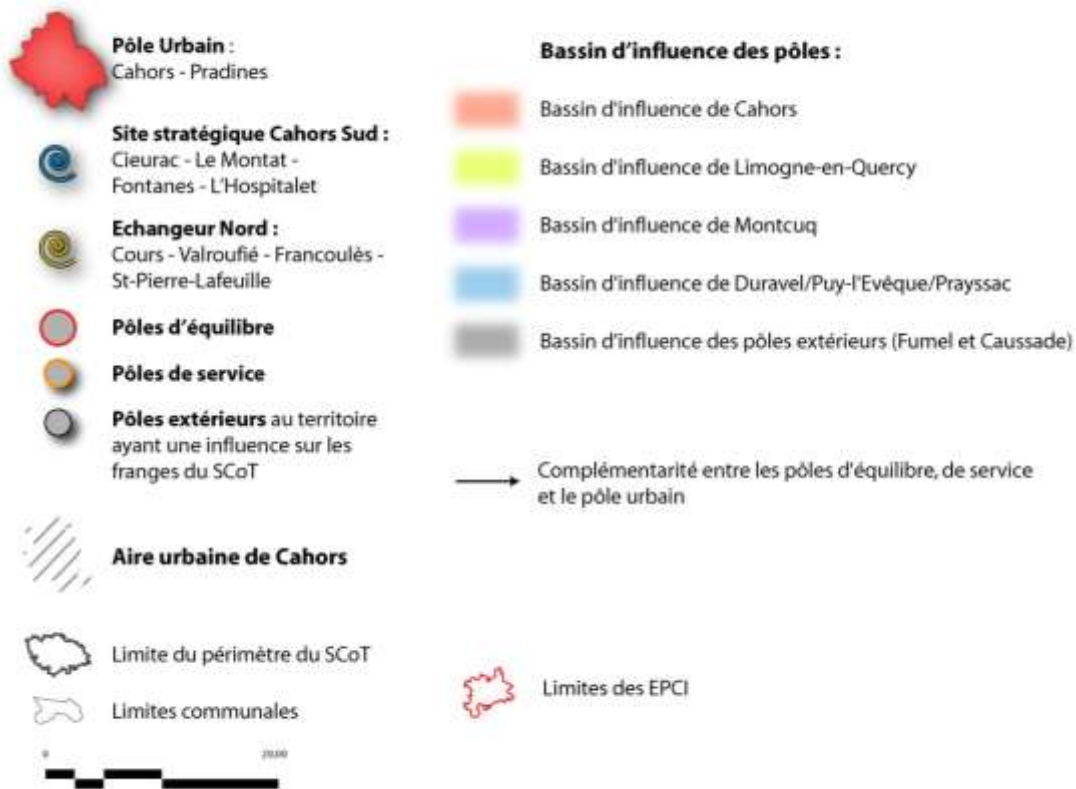 Pôle Urbain :
Cahors - Pradines
Site stratégique Cahors Sud :
Cieurac - Le Montat -
Fontanes - L'Hospitalet
Echangeur Nord :
Cours - Valroufié - Francoulès -
St-Pierre-Lafeuille
Pôles d'équilibre
Pôles de service
Pôles extérieurs au territoire
ayant une influence sur les
franges du SCoT
Aire urbaine de Cahors
Limite du périmètre du SCoT
Limites communales
0 20,00
Bassin d'influence des pôles :
Bassin d'influence de Cahors
Bassin d'influence de Limogne-en-Quercy
Bassin d'influence de Montcuq
Bassin d'influence de Duravel/Puy-l'Evêque/Prayssac
Bassin d'influence des pôles extérieurs (Fumel et Caussade)
Complémentarité entre les pôles d'équilibre, de service
et le pôle urbain
Limites des EPCI